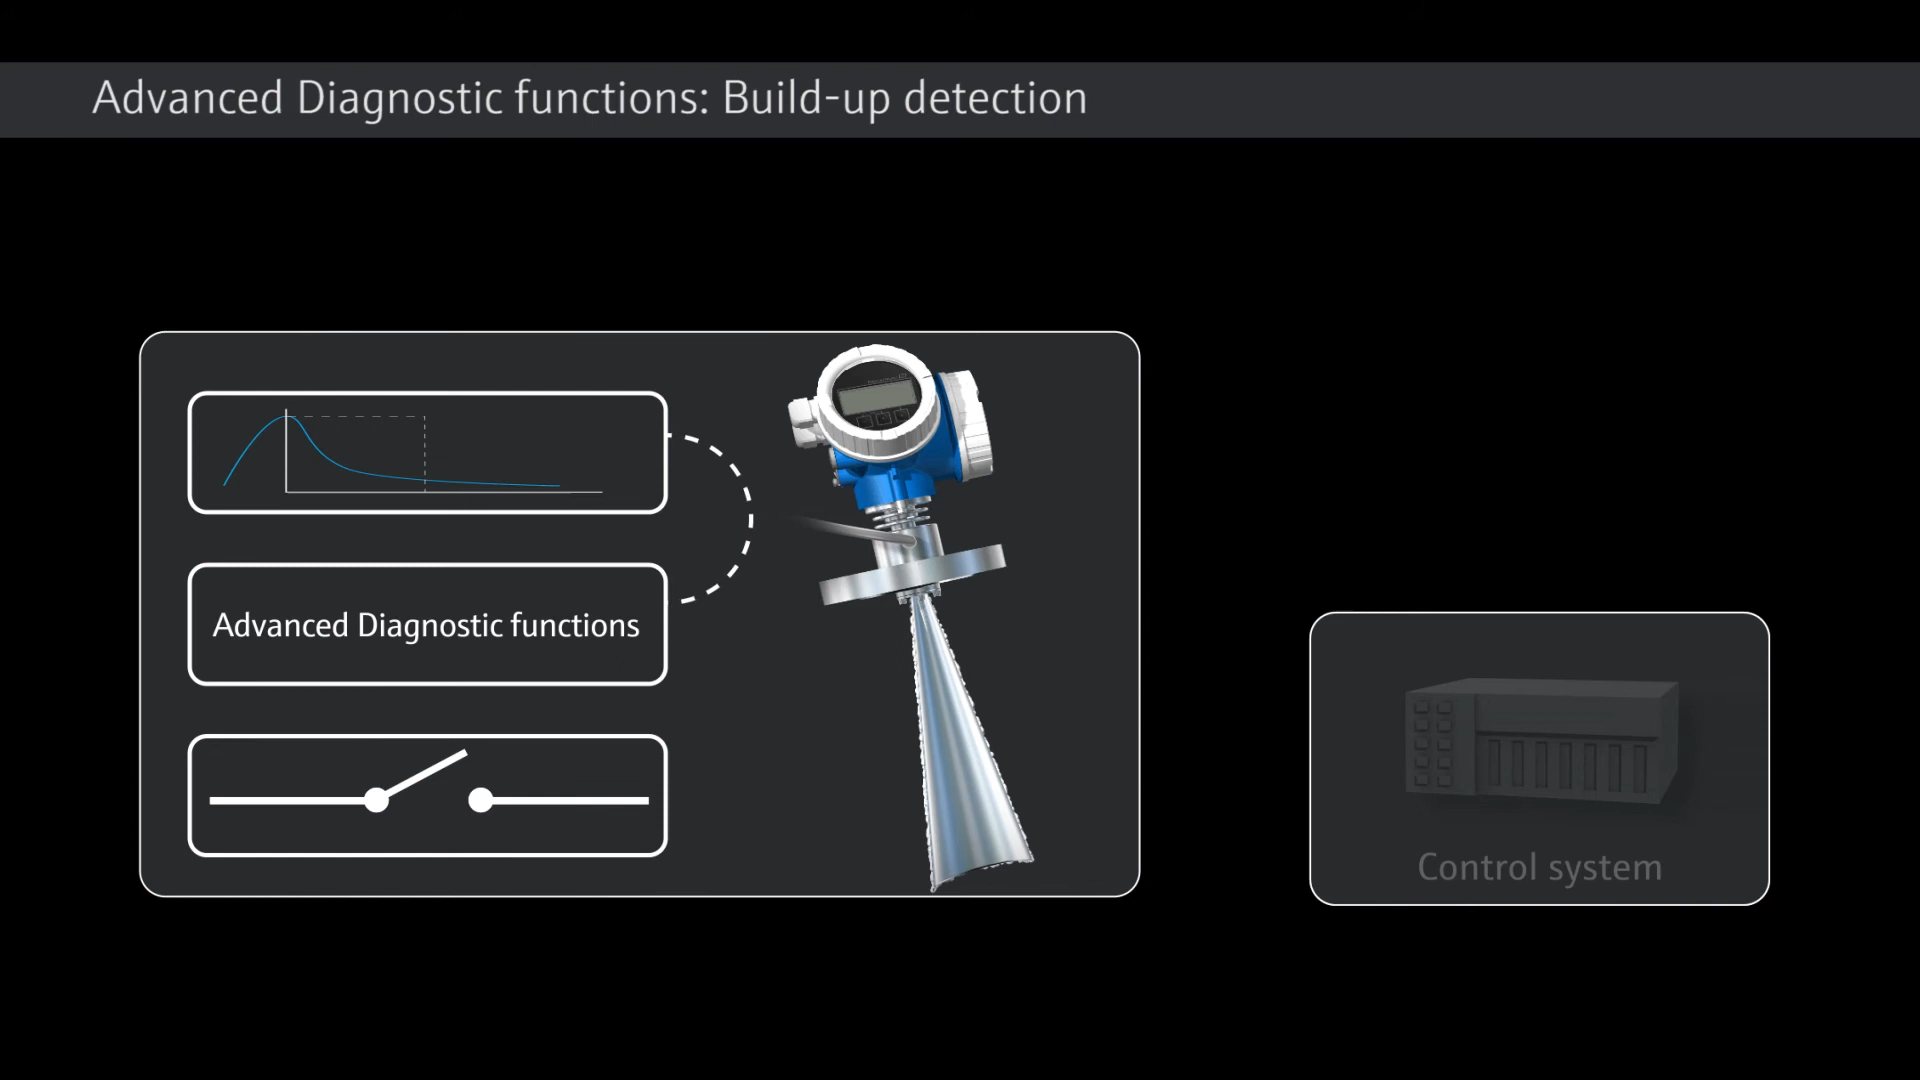 Advanced Diagnostic functions: Build-up detection
Advanced Diagnostic functions
Control system